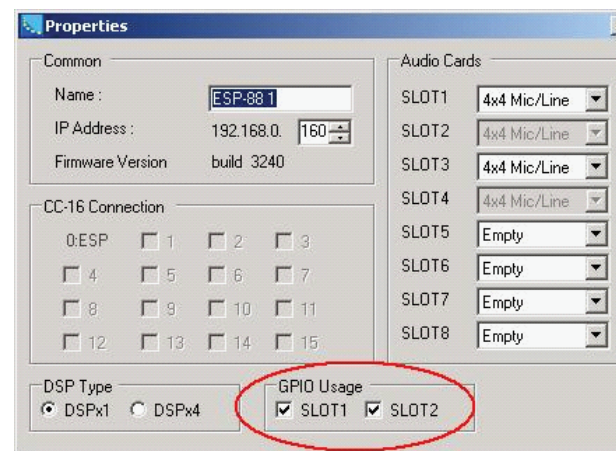 Properties
Common
Name :
ESP-88 1
IP Address :
192.168.0. 160
Firmware Version
build 3240
CC-16 Connection
0:ESP 1 2 3
4 5 6 7
8 9 10 11
12 13 14 15
DSP Type
DSPx1 DSPx4
GPIO Usage
SLOT1 SLOT2
Audio Cards
SLOT1 4x4 Mic/Line
SLOT2 4x4 Mic/Line
SLOT3 4x4 Mic/Line
SLOT4 4x4 Mic/Line
SLOT5 Empty
SLOT6 Empty
SLOT7 Empty
SLOT8 Empty